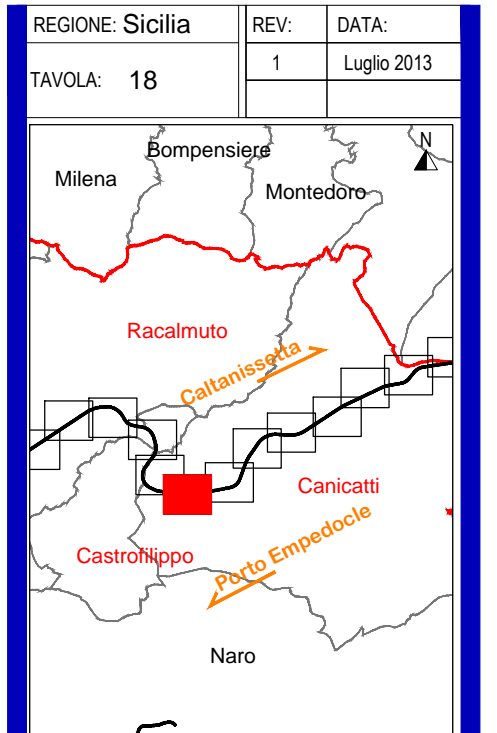 REGIONE: Sicilia
REV:
DATA:
TAVOLA: 18
1
Luglio 2013
N
Bompensiere
Milena
Montedoro
Racalmuto
Caltanissetta
Canicatti
Porto Empedocle
Castrofilippo
Naro